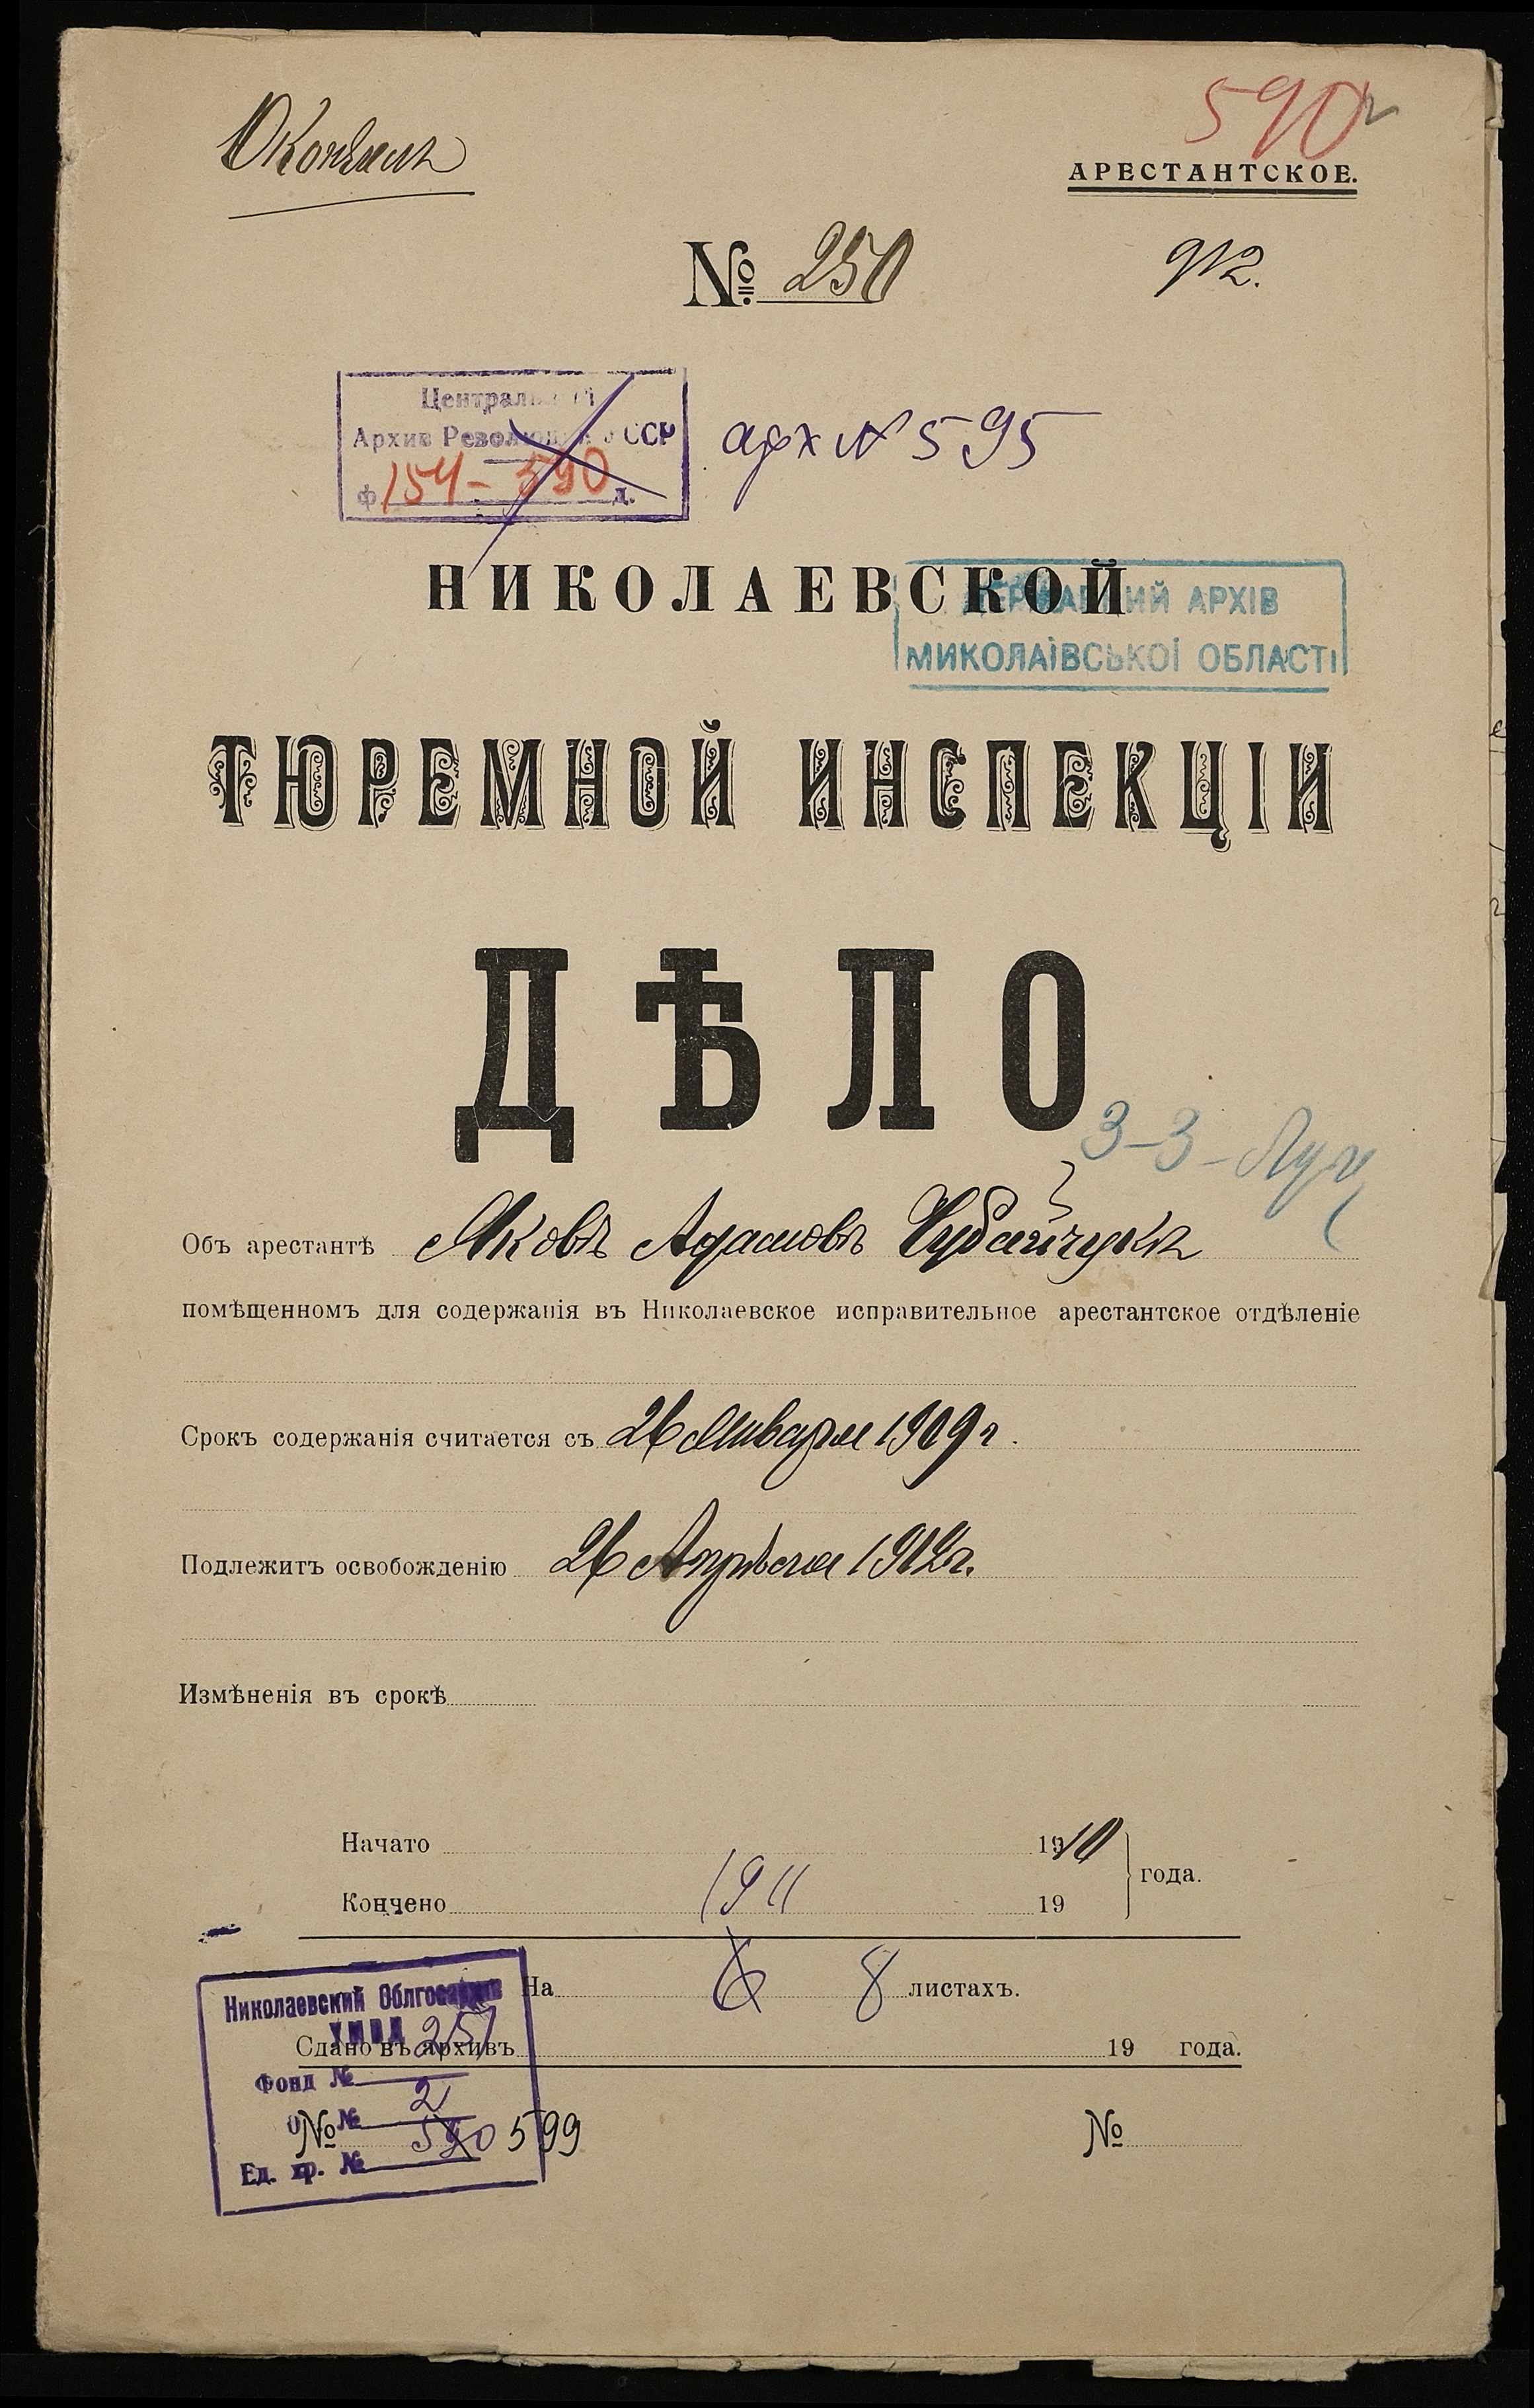 590
АРЕСТАНТСКОЕ.
№ 250
912.
Центральный
Архив Революции УССР
ф 154 - 590 д.
арх № 595
НИКОЛАЕВСКОЙ
ДЕРЖАВНИЙ АРХІВ
МИКОЛАЇВСЬКОЇ ОБЛАСТІ
ТЮРЕМНОЙ ИНСПЕКЦІИ
ДѢЛО
3-3-
Объ арестантѣ Яковъ Адамовъ Чубайчукъ
помѣщенномъ для содержанія въ Николаевское исправительное арестантское отдѣленіе
Срокъ содержанія считается съ 26 Января 1909 г.
Подлежитъ освобожденію 26 Апрѣля 1912 г.
Измѣненія въ срокѣ
Начато 1910
года.
Кончено 1911 19
На 6 8 листахъ.
Николаевский Облгосархив
УМВД
Сдано въ архивъ 19 года.
Фонд № 251
О № 2
№ №
Ед. хр. № 590 599